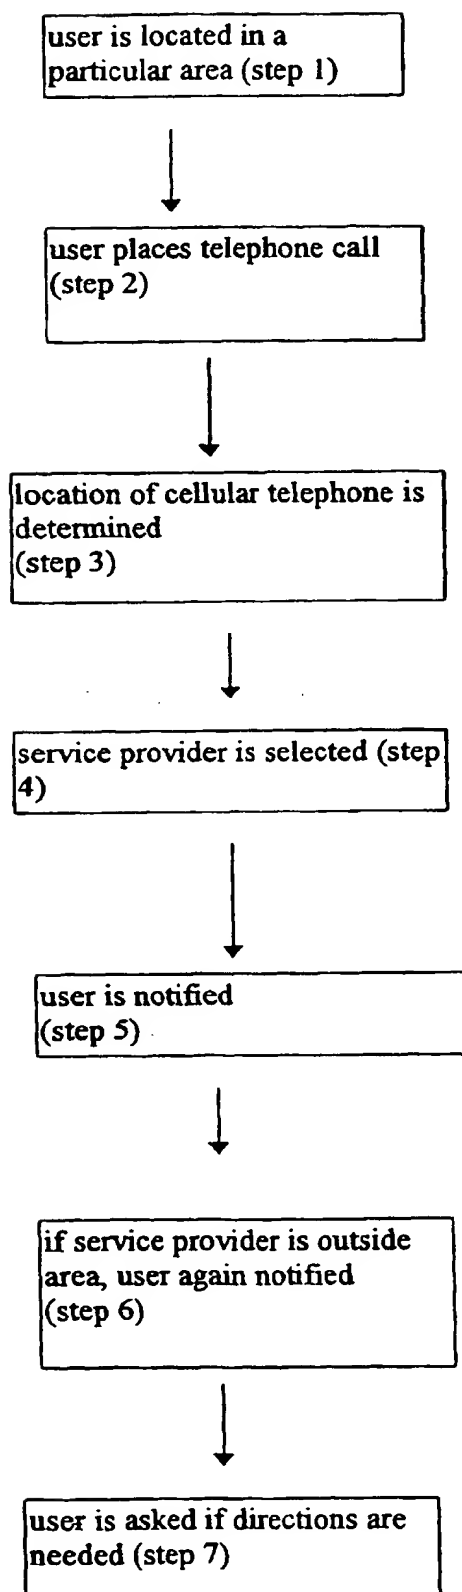 user is located in a
particular area (step 1)
user places telephone call
(step 2)
location of cellular telephone is
determined
(step 3)
service provider is selected (step
4)
user is notified
(step 5)
if service provider is outside
area, user again notified
(step 6)
user is asked if directions are
needed (step 7)